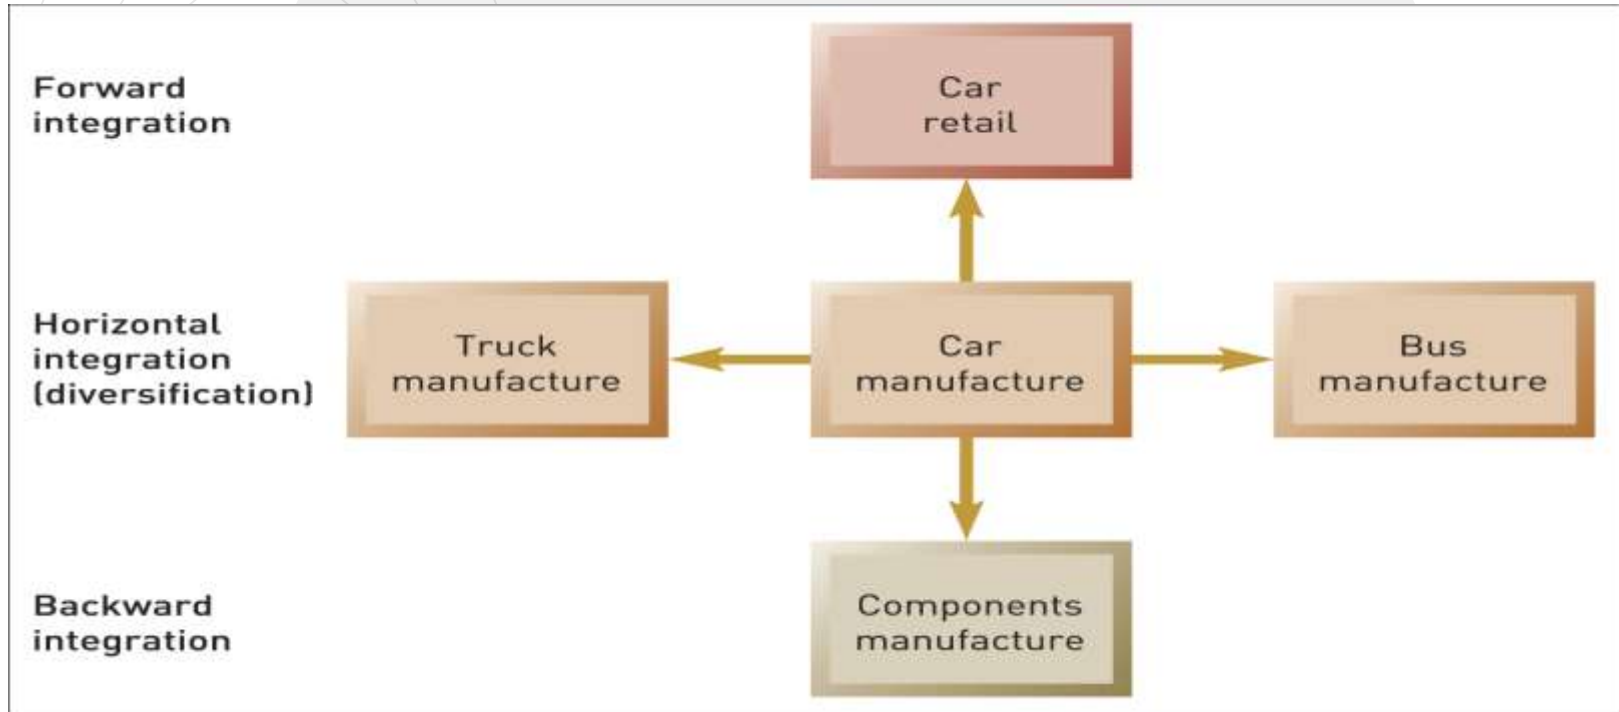 Forward
integration
Car
retail
Horizontal
integration
(diversification)
Truck
manufacture
Car
manufacture
Bus
manufacture
Backward
integration
Components
manufacture